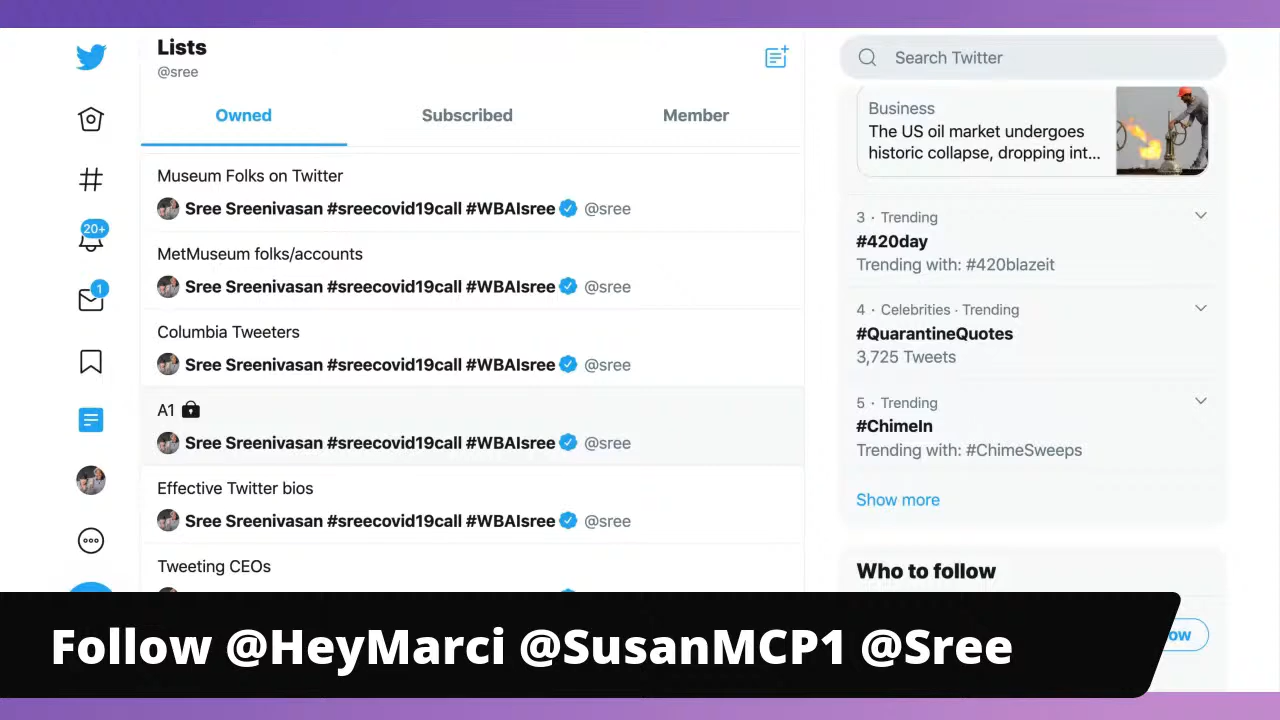 Lists
@sree
Owned
Subscribed
Member
Museum Folks on Twitter
Sree Sreenivasan #sreecovid19call #WBAIsree @sree
MetMuseum folks/accounts
Sree Sreenivasan #sreecovid19call #WBAIsree @sree
Columbia Tweeters
Sree Sreenivasan #sreecovid19call #WBAIsree @sree
A1
Sree Sreenivasan #sreecovid19call #WBAIsree @sree
Effective Twitter bios
Sree Sreenivasan #sreecovid19call #WBAIsree @sree
Tweeting CEOs
20+
1
Search Twitter
Business
The US oil market undergoes
historic collapse, dropping int...
3 · Trending
#420day
Trending with: #420blazeit
4 · Celebrities · Trending
#QuarantineQuotes
3,725 Tweets
5 · Trending
#ChimeIn
Trending with: #ChimeSweeps
Show more
Who to follow
Follow @HeyMarci @SusanMCP1 @Sree